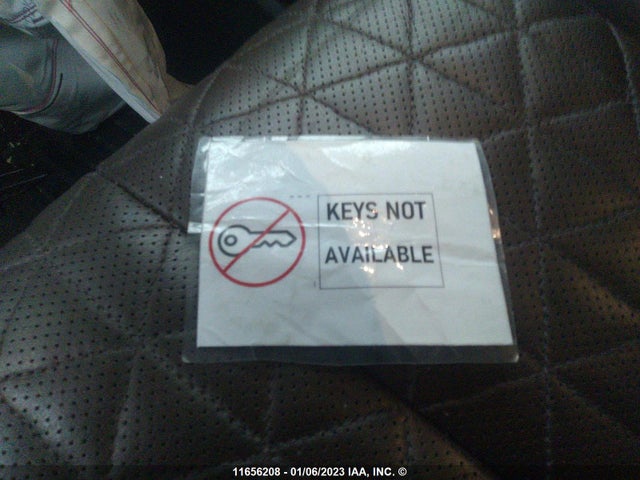 KEYS NOT
AVAILABLE
11656208 - 01/06/2023 IAA, INC. ©